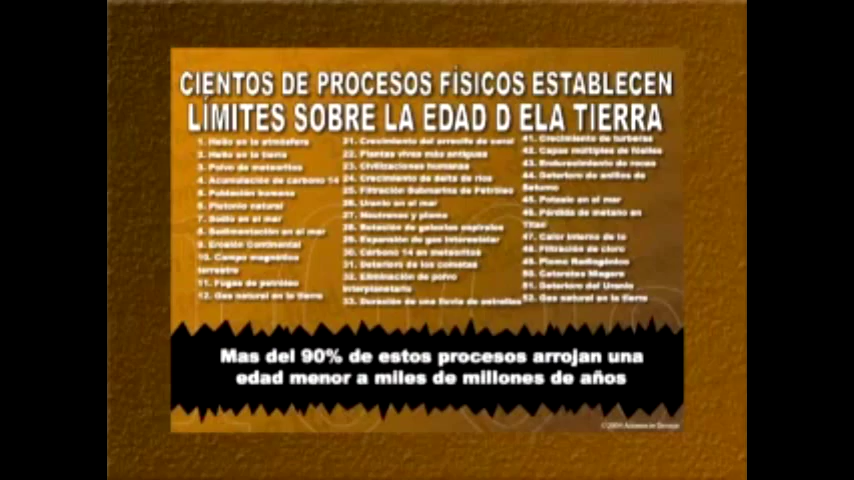 CIENTOS DE PROCESOS FÍSICOS ESTABLECEN
LÍMITES SOBRE LA EDAD D ELA TIERRA
1. Helio en la atmósfera
2. Helio en la tierra
3. Polvo de meteoritos
4. Acumulación de carbono 14
5. Población humana
6. Plutonio natural
7. Sodio en el mar
8. Sedimentación en el mar
9. Erosión Continental
10. Campo magnético
terrestre
11. Fugas de petróleo
12. Gas natural en la tierra
21. Crecimiento del arrecife de coral
22. Plantas vivas más antiguas
23. Civilizaciones humanas
24. Crecimiento de delta de ríos
25. Filtración Submarina de Petróleo
26. Uranio en el mar
27. Neutrones y plomo
28. Rotación de galaxias espirales
29. Expansión de gas interestelar
30. Carbono 14 en meteoritos
31. Deterioro de los cometas
32. Eliminación de polvo
interplanetario
33. Duración de una lluvia de estrellas
41. Crecimiento de turberas
42. Capas múltiples de fósiles
43. Endurecimiento de rocas
44. Deterioro de anillos de
Saturno
45. Potasio en el mar
46. Pérdida de metano en
Titan
47. Calor interno de Io
48. Filtración de cloro
49. Plomo Radiogénico
50. Cataratas Niagara
51. Deterioro del Uranio
52. Gas natural en la tierra
Mas del 90% de estos procesos arrojan una
edad menor a miles de millones de años